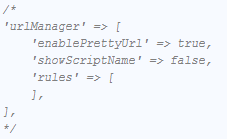 /*
'urlManager' => [
    'enablePrettyUrl' => true,
    'showScriptName' => false,
    'rules' => [
    ],
],
*/